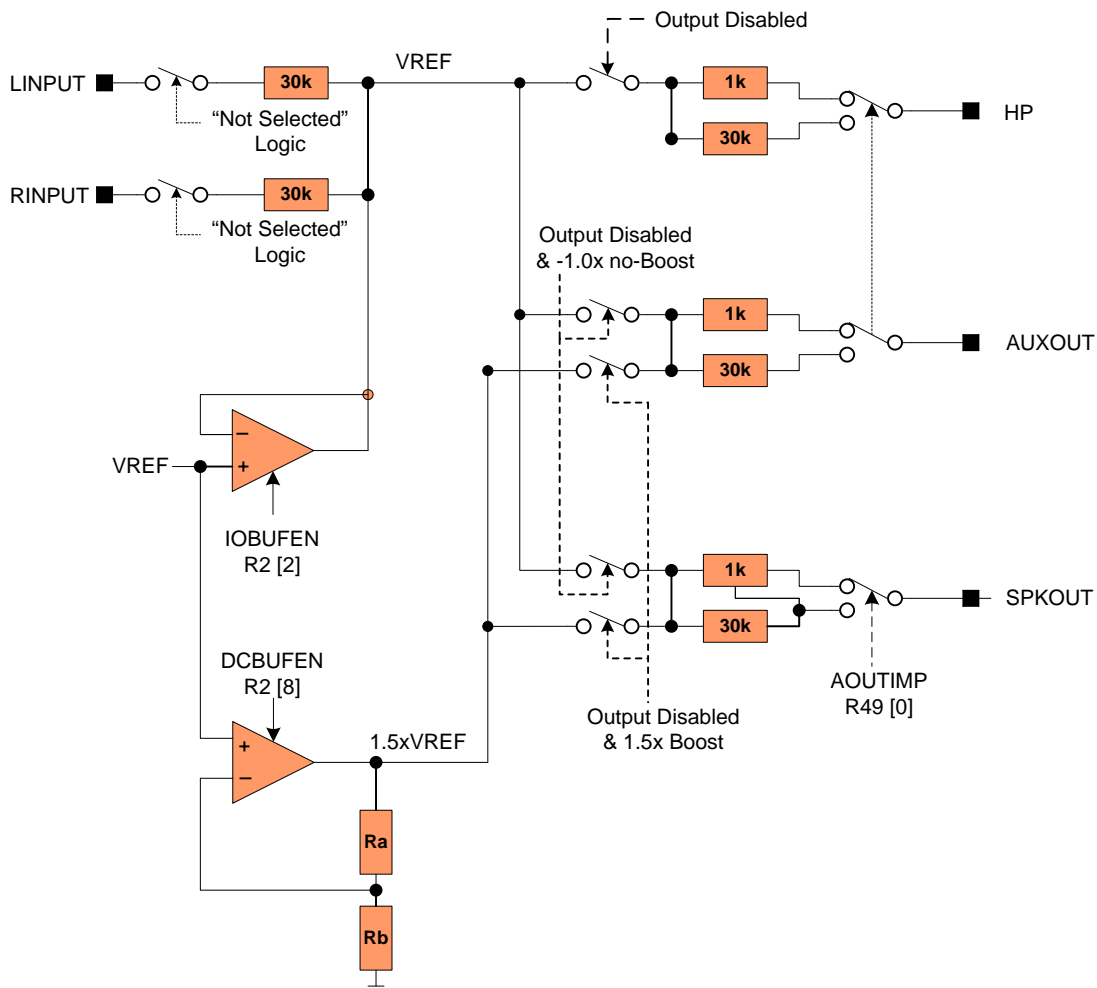 Output Disabled
LINPUT
30k
VREF
1k
HP
"Not Selected"
Logic
30k
RINPUT
30k
"Not Selected"
Logic
Output Disabled
& -1.0x no-Boost
1k
AUXOUT
30k
−
VREF
+
IOBUFEN
R2 [2]
1k
SPKOUT
30k
DCBUFEN
R2 [8]
AOUTIMP
R49 [0]
Output Disabled
& 1.5x Boost
1.5xVREF
+
−
Ra
Rb